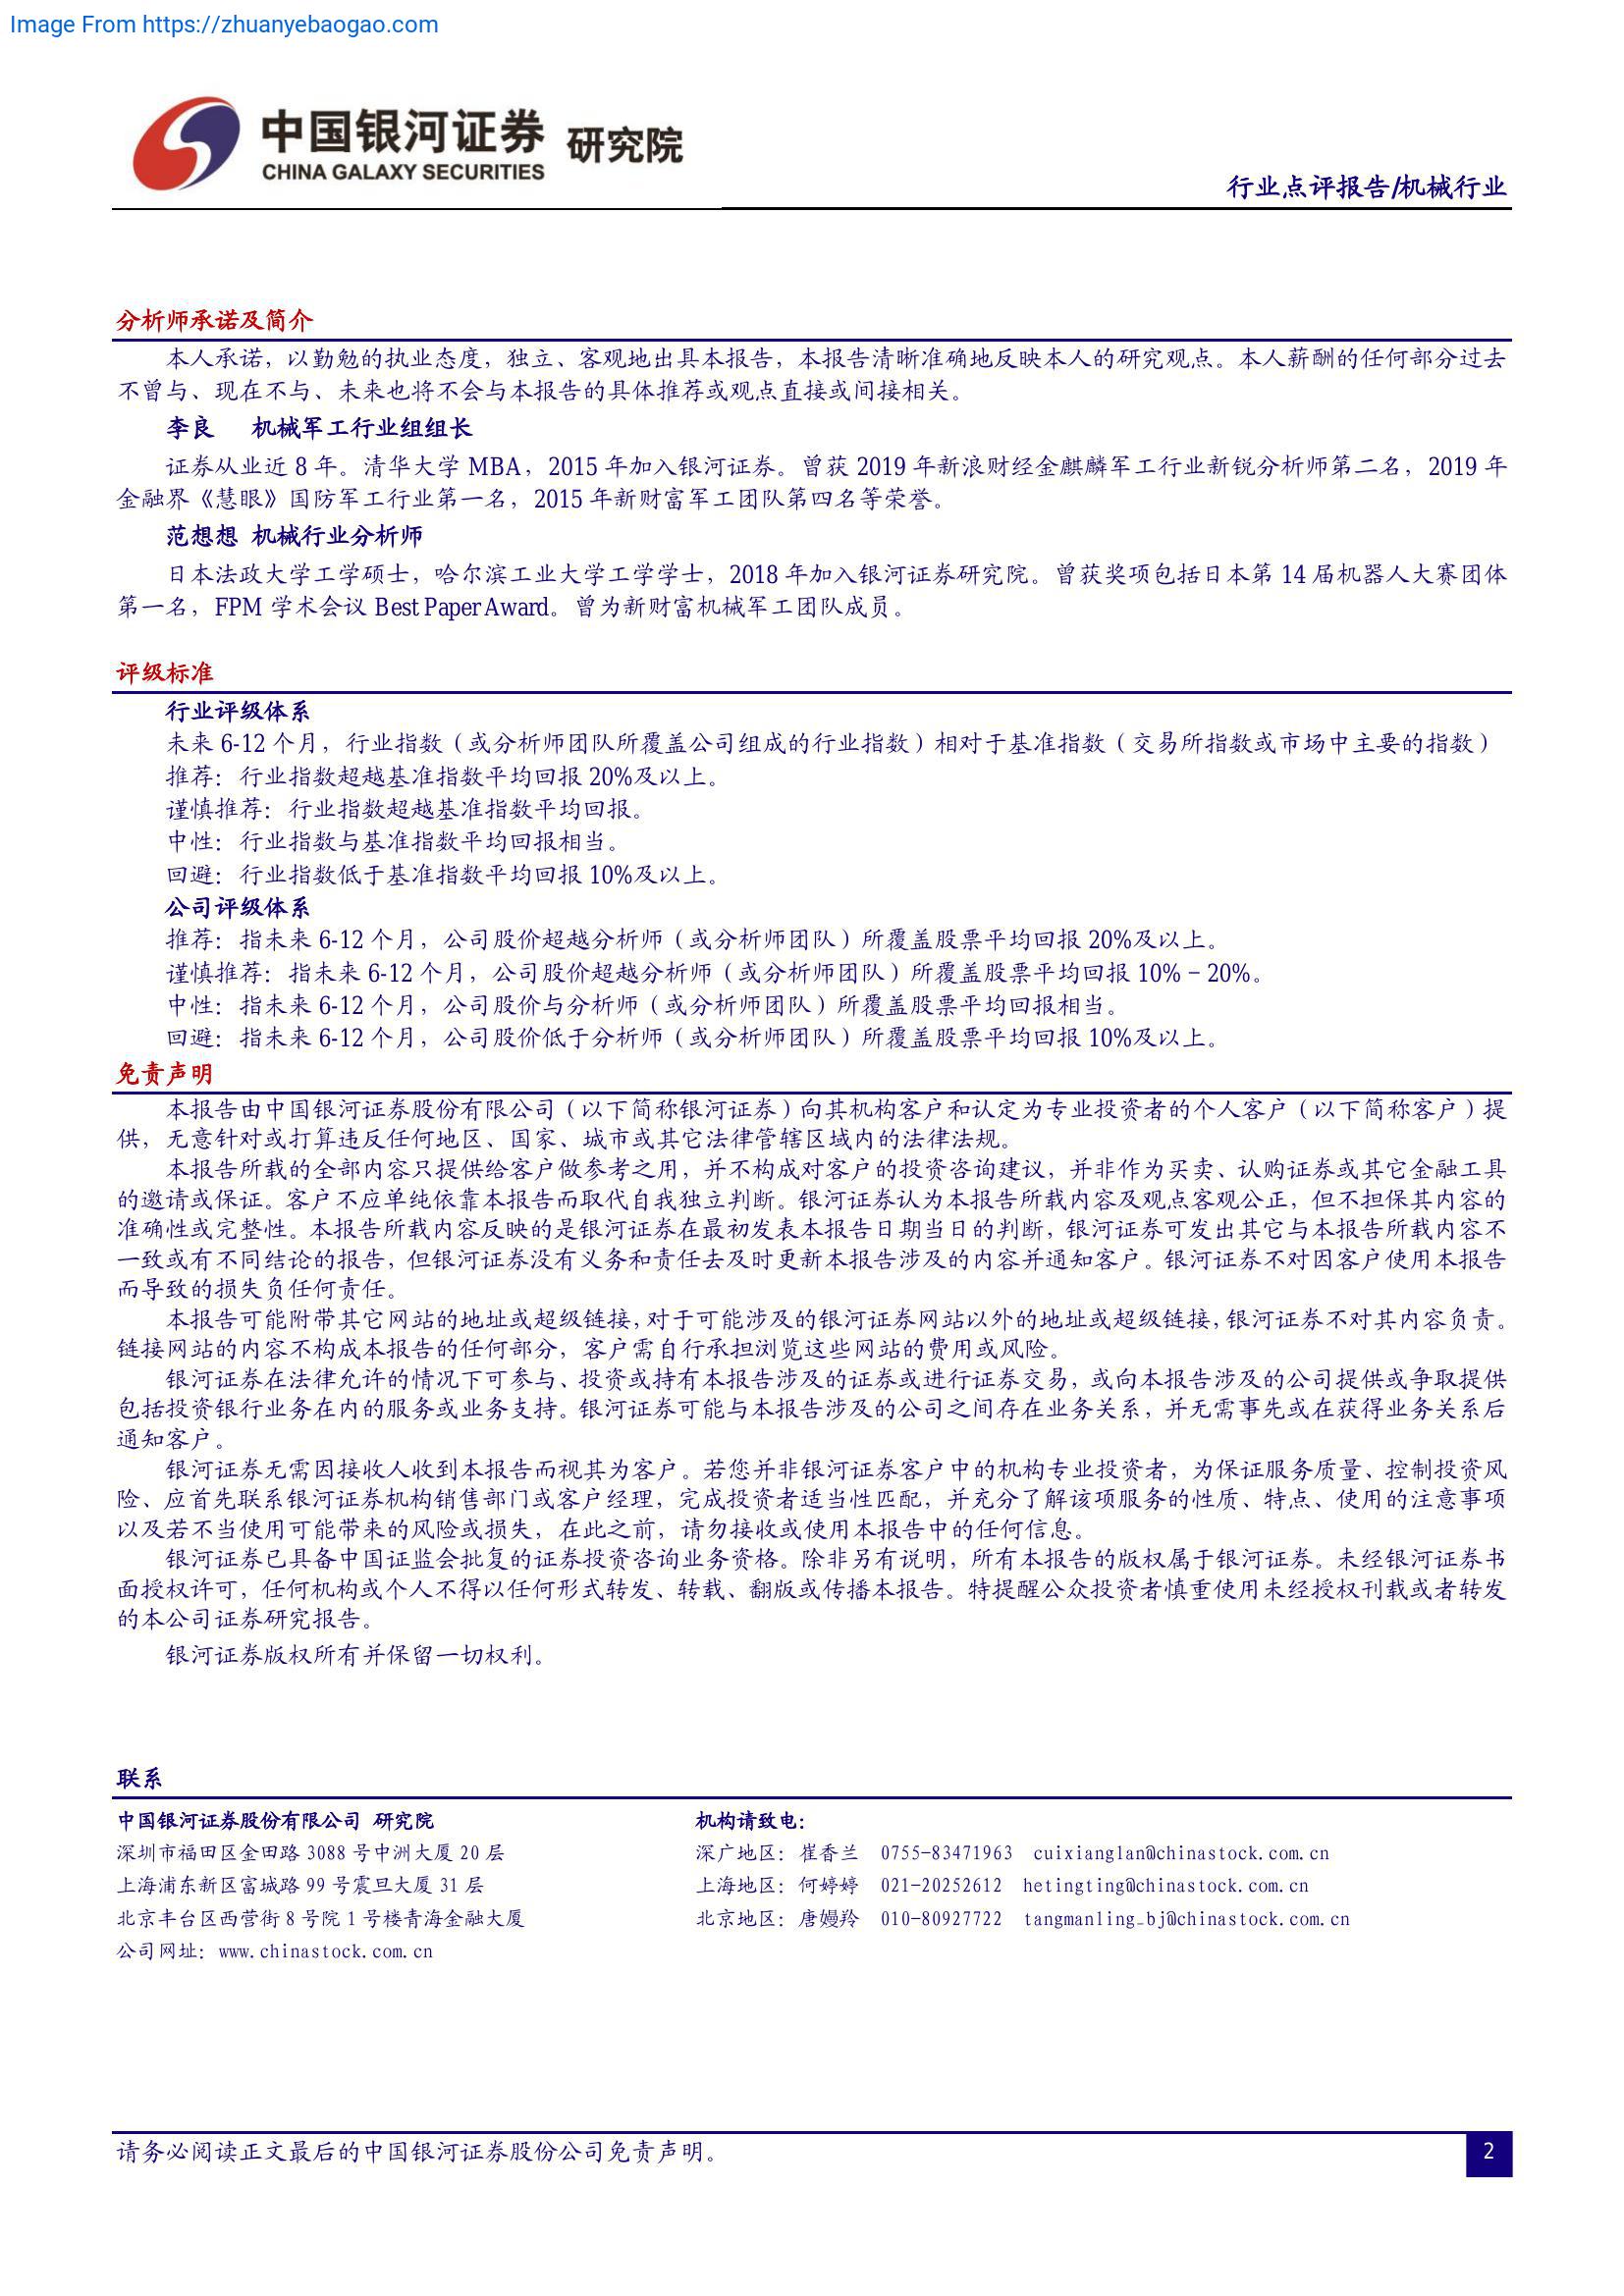 Image From https://zhuanyebaogao.com
中国银河证券 研究院
CHINA GALAXY SECURITIES
行业点评报告/机械行业
分析师承诺及简介
本人承诺，以勤勉的执业态度，独立、客观地出具本报告，本报告清晰准确地反映本人的研究观点。本人薪酬的任何部分过去
不曾与、现在不与、未来也将不会与本报告的具体推荐或观点直接或间接相关。
李良 机械军工行业组组长
证券从业近 8 年。清华大学 MBA，2015 年加入银河证券。曾获 2019 年新浪财经金麒麟军工行业新锐分析师第二名，2019 年
金融界《慧眼》国防军工行业第一名，2015 年新财富军工团队第四名等荣誉。
范想想 机械行业分析师
日本法政大学工学硕士，哈尔滨工业大学工学学士，2018 年加入银河证券研究院。曾获奖项包括日本第 14 届机器人大赛团体
第一名，FPM 学术会议 Best Paper Award。曾为新财富机械军工团队成员。
评级标准
行业评级体系
未来 6-12 个月，行业指数（或分析师团队所覆盖公司组成的行业指数）相对于基准指数（交易所指数或市场中主要的指数）
推荐：行业指数超越基准指数平均回报 20%及以上。
谨慎推荐：行业指数超越基准指数平均回报。
中性：行业指数与基准指数平均回报相当。
回避：行业指数低于基准指数平均回报 10%及以上。
公司评级体系
推荐：指未来 6-12 个月，公司股价超越分析师（或分析师团队）所覆盖股票平均回报 20%及以上。
谨慎推荐：指未来 6-12 个月，公司股价超越分析师（或分析师团队）所覆盖股票平均回报 10%－20%。
中性：指未来 6-12 个月，公司股价与分析师（或分析师团队）所覆盖股票平均回报相当。
回避：指未来 6-12 个月，公司股价低于分析师（或分析师团队）所覆盖股票平均回报 10%及以上。
免责声明
本报告由中国银河证券股份有限公司（以下简称银河证券）向其机构客户和认定为专业投资者的个人客户（以下简称客户）提
供，无意针对或打算违反任何地区、国家、城市或其它法律管辖区域内的法律法规。
本报告所载的全部内容只提供给客户做参考之用，并不构成对客户的投资咨询建议，并非作为买卖、认购证券或其它金融工具
的邀请或保证。客户不应单纯依靠本报告而取代自我独立判断。银河证券认为本报告所载内容及观点客观公正，但不担保其内容的
准确性或完整性。本报告所载内容反映的是银河证券在最初发表本报告日期当日的判断，银河证券可发出其它与本报告所载内容不
一致或有不同结论的报告，但银河证券没有义务和责任去及时更新本报告涉及的内容并通知客户。银河证券不对因客户使用本报告
而导致的损失负任何责任。
本报告可能附带其它网站的地址或超级链接，对于可能涉及的银河证券网站以外的地址或超级链接，银河证券不对其内容负责。
链接网站的内容不构成本报告的任何部分，客户需自行承担浏览这些网站的费用或风险。
银河证券在法律允许的情况下可参与、投资或持有本报告涉及的证券或进行证券交易，或向本报告涉及的公司提供或争取提供
包括投资银行业务在内的服务或业务支持。银河证券可能与本报告涉及的公司之间存在业务关系，并无需事先或在获得业务关系后
通知客户。
银河证券无需因接收人收到本报告而视其为客户。若您并非银河证券客户中的机构专业投资者，为保证服务质量、控制投资风
险、应首先联系银河证券机构销售部门或客户经理，完成投资者适当性匹配，并充分了解该项服务的性质、特点、使用的注意事项
以及若不当使用可能带来的风险或损失，在此之前，请勿接收或使用本报告中的任何信息。
银河证券已具备中国证监会批复的证券投资咨询业务资格。除非另有说明，所有本报告的版权属于银河证券。未经银河证券书
面授权许可，任何机构或个人不得以任何形式转发、转载、翻版或传播本报告。特提醒公众投资者慎重使用未经授权刊载或者转发
的本公司证券研究报告。
银河证券版权所有并保留一切权利。
联系
中国银河证券股份有限公司 研究院 机构请致电：
深圳市福田区金田路 3088 号中洲大厦 20 层 深广地区：崔香兰 0755-83471963 cuixianglan@chinastock.com.cn
上海浦东新区富城路 99 号震旦大厦 31 层 上海地区：何婷婷 021-20252612 hetingting@chinastock.com.cn
北京丰台区西营街 8 号院 1 号楼青海金融大厦 北京地区：唐嫚羚 010-80927722 tangmanling_bj@chinastock.com.cn
公司网址：www.chinastock.com.cn
请务必阅读正文最后的中国银河证券股份公司免责声明。 2